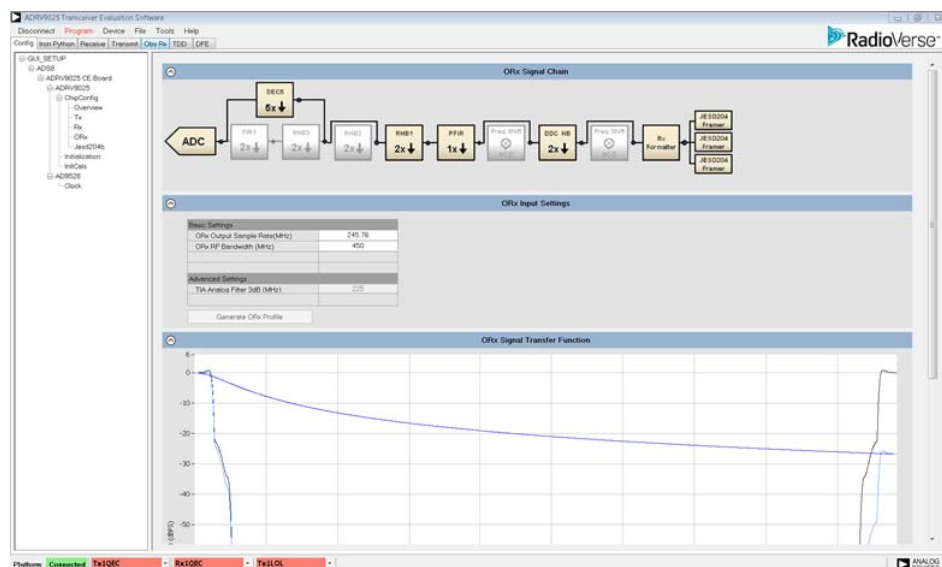 ADRV9025 Transceiver Evaluation Software
Disconnect Program Device File Tools Help
Config Iron Python Receive Transmit Obs Rx TDD DFE
RadioVerse
GUI_SETUP
ADS8
ADRV9025 CE Board
ADRV9025
ChipConfig
Overview
Tx
Rx
ORx
Jesd204b
Initialization
InitCals
AD9528
Clock
ORx Signal Chain
ADC
DEC5
5x
FIR1
2x
RHB3
2x
RHB2
2x
RHB1
2x
PFIR
1x
Freq Shift
NCO
DDC HB
2x
Freq Shift
NCO
Rx
Formatter
JESD204
Framer
JESD204
Framer
JESD204
Framer
ORx Input Settings
Basic Settings
ORx Output Sample Rate(MHz) 245.76
ORx RF Bandwidth (MHz) 450
Advanced Settings
TIA Analog Filter 3dB (MHz) 225
Generate ORx Profile
ORx Signal Transfer Function
6
0
-10
-20
-30
-40
-50
(dBFS)
Platform: Connected Tx1QEC Rx1QEC Tx1LOL
ANALOG
DEVICES